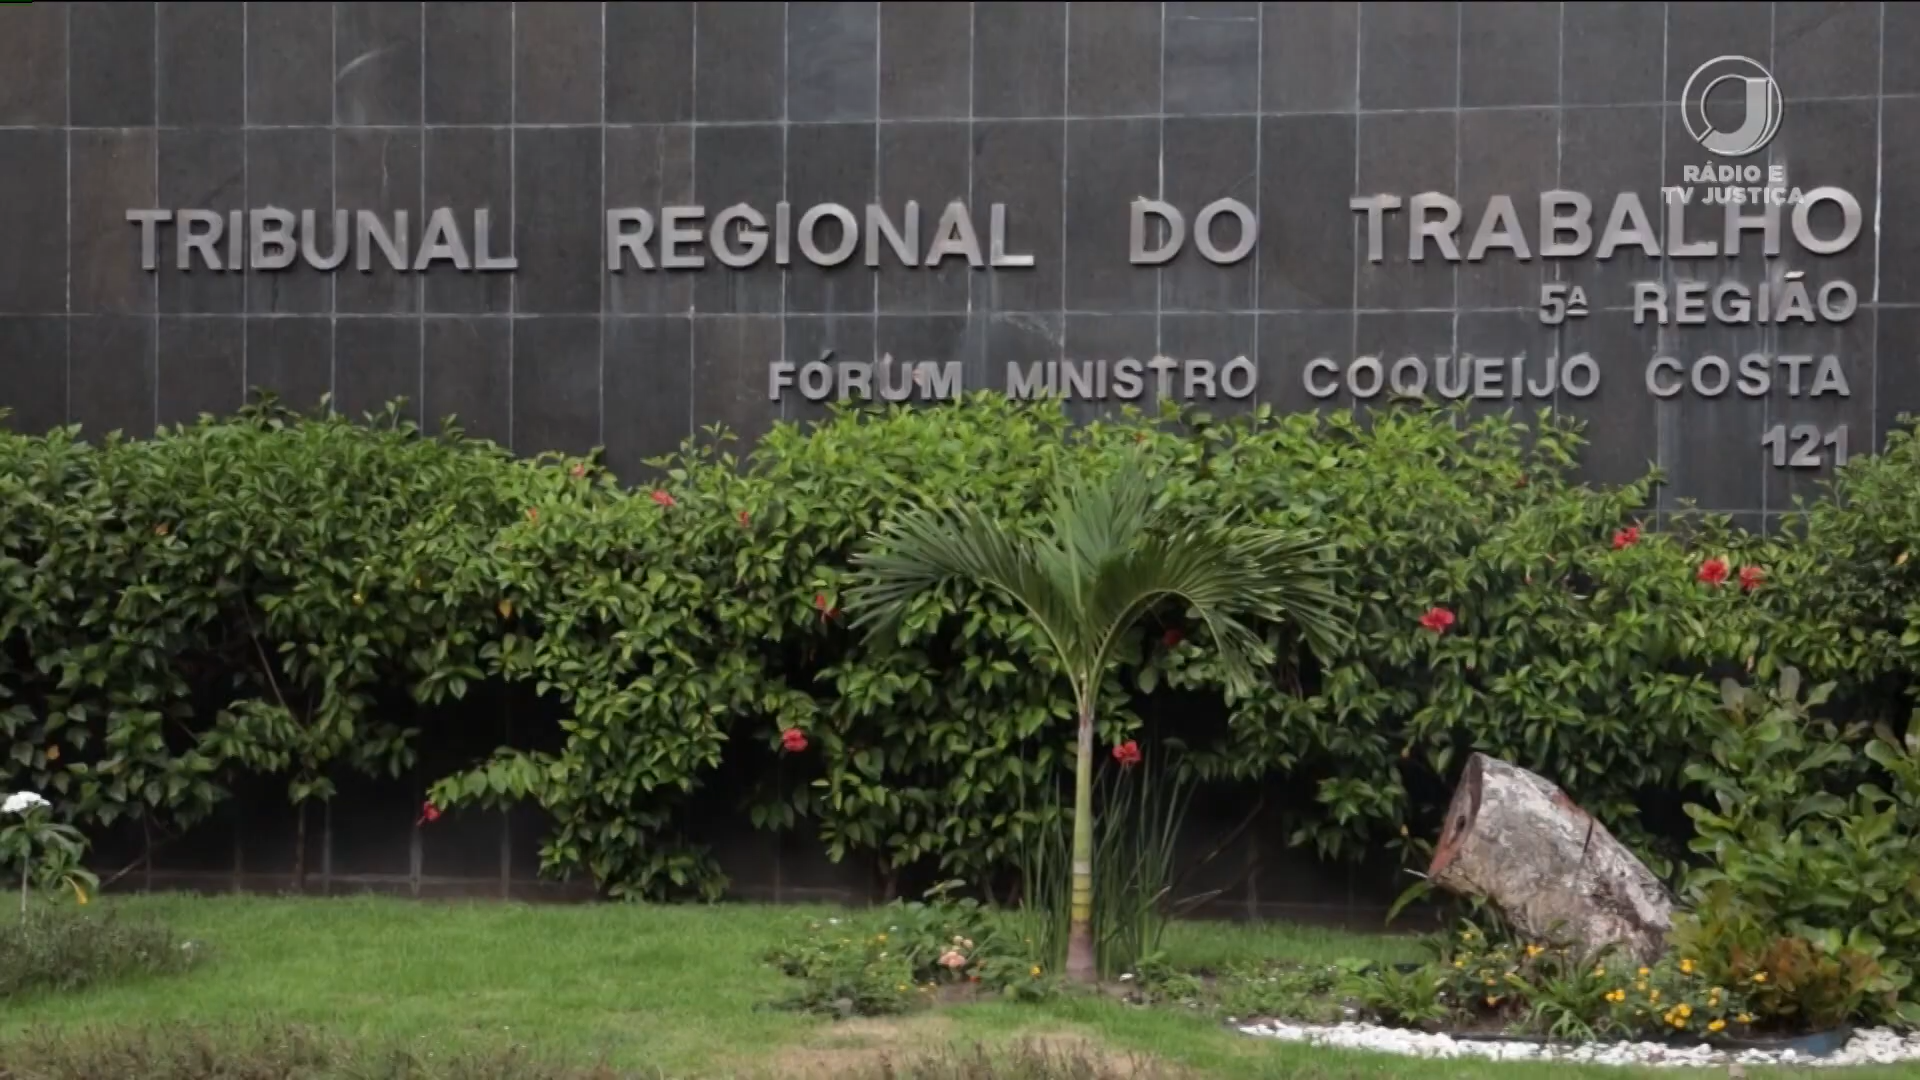 RÁDIO E
TV JUSTIÇA
TRIBUNAL REGIONAL DO TRABALHO
5ª REGIÃO
FÓRUM MINISTRO COQUEIJO COSTA
121